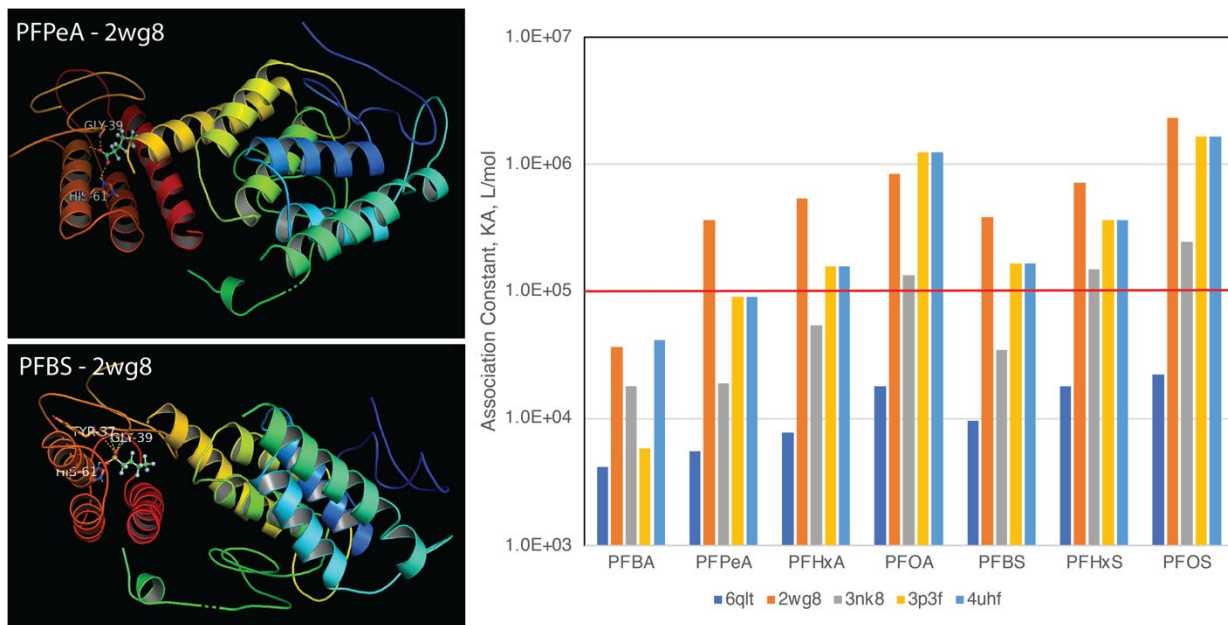 PFPeA - 2wg8
GLY-39
HIS-61
PFBS - 2wg8
TYR-37
GLY-39
HIS-61
Association Constant, KA, L/mol
1.0E+07
1.0E+06
1.0E+05
1.0E+04
1.0E+03
PFBA PFPeA PFHxA PFOA PFBS PFHxS PFOS
6qlt 2wg8 3nk8 3p3f 4uhf